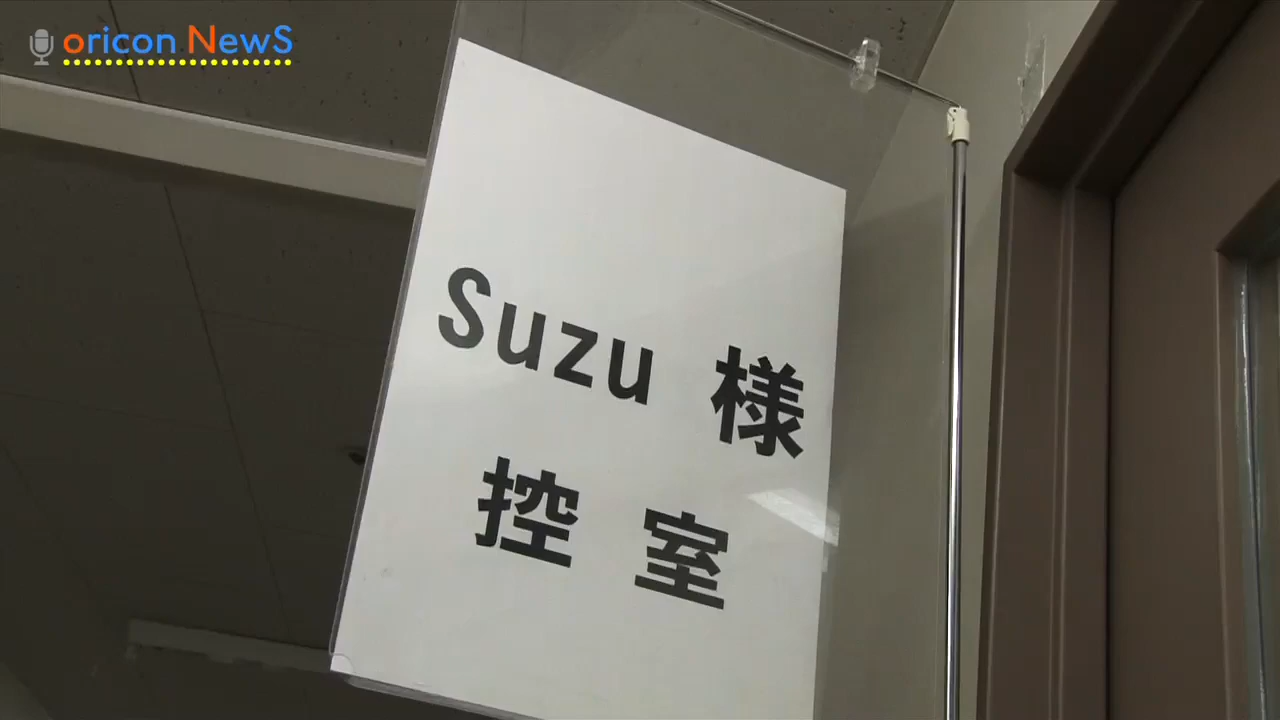 oricon NewS
Suzu 様
控 室